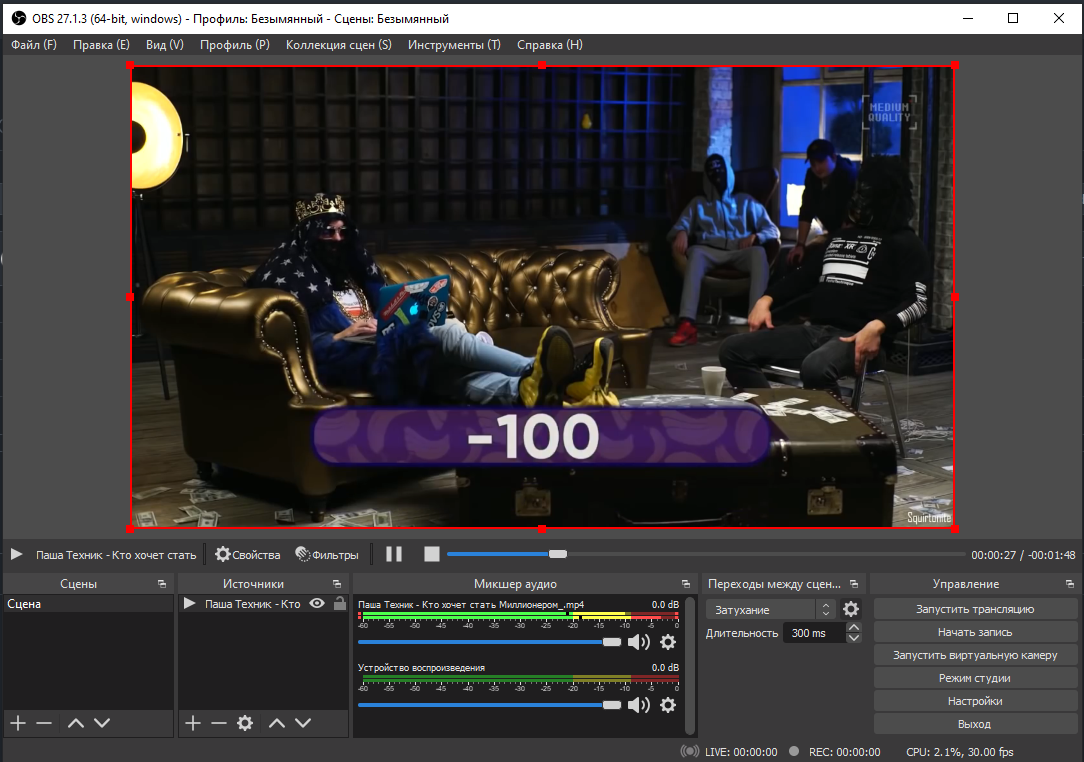 OBS 27.1.3 (64-bit, windows) - Профиль: Безымянный - Сцены: Безымянный
Файл (F) Правка (E) Вид (V) Профиль (P) Коллекция сцен (S) Инструменты (T) Справка (H)
MEDIUM
QUALITY
-100
Squirtonite
Паша Техник - Кто хочет стать Свойства Фильтры 00:00:27 / -00:01:48
Сцены Источники Микшер аудио Переходы между сцен... Управление
Сцена
Паша Техник - Кто
Паша Техник - Кто хочет стать Миллионером_.mp4 0.0 dB
-60 -55 -50 -45 -40 -35 -30 -25 -20 -15 -10 -5 0
Устройство воспроизведения 0.0 dB
-60 -55 -50 -45 -40 -35 -30 -25 -20 -15 -10 -5 0
Затухание
Длительность 300 ms
Запустить трансляцию
Начать запись
Запустить виртуальную камеру
Режим студии
Настройки
Выход
LIVE: 00:00:00 REC: 00:00:00 CPU: 2.1%, 30.00 fps